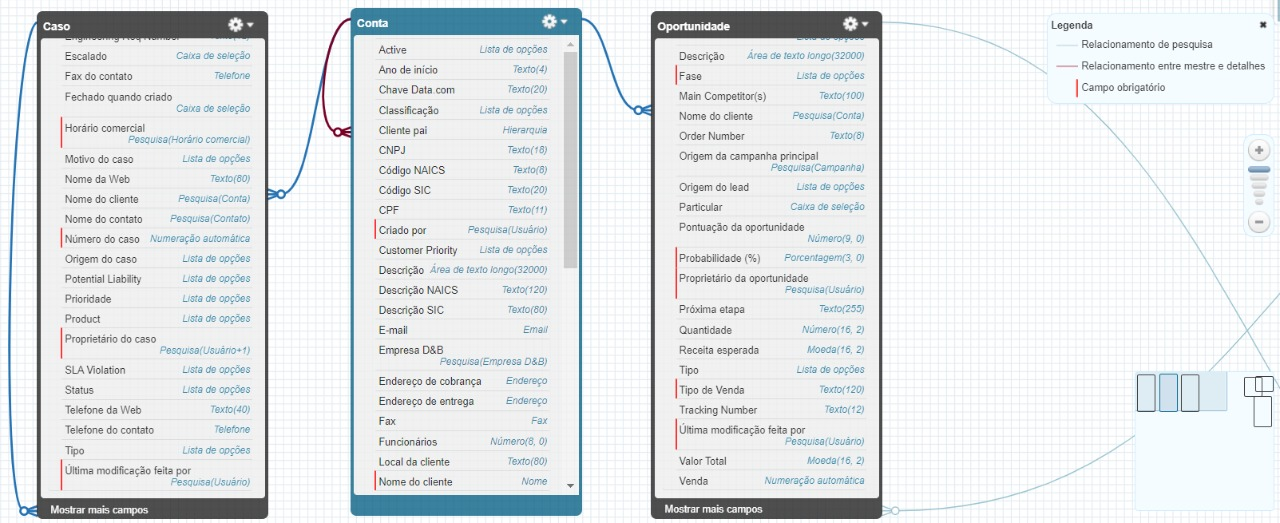 Caso
Engineering Req Number Texto(12)
Escalado Caixa de seleção
Fax do contato Telefone
Fechado quando criado
Caixa de seleção
Horário comercial
Pesquisa(Horário comercial)
Motivo do caso Lista de opções
Nome da Web Texto(80)
Nome do cliente Pesquisa(Conta)
Nome do contato Pesquisa(Contato)
Número do caso Numeração automática
Origem do caso Lista de opções
Potential Liability Lista de opções
Prioridade Lista de opções
Product Lista de opções
Proprietário do caso
Pesquisa(Usuário+1)
SLA Violation Lista de opções
Status Lista de opções
Telefone da Web Texto(40)
Telefone do contato Telefone
Tipo Lista de opções
Última modificação feita por
Pesquisa(Usuário)
Mostrar mais campos
Conta
Active Lista de opções
Ano de início Texto(4)
Chave Data.com Texto(20)
Classificação Lista de opções
Cliente pai Hierarquia
CNPJ Texto(18)
Código NAICS Texto(8)
Código SIC Texto(20)
CPF Texto(11)
Criado por Pesquisa(Usuário)
Customer Priority Lista de opções
Descrição Área de texto longo(32000)
Descrição NAICS Texto(120)
Descrição SIC Texto(80)
E-mail Email
Empresa D&B
Pesquisa(Empresa D&B)
Endereço de cobrança Endereço
Endereço de entrega Endereço
Fax Fax
Funcionários Número(8, 0)
Local da cliente Texto(80)
Nome do cliente Nome
Oportunidade
Lista de opções
Descrição Área de texto longo(32000)
Fase Lista de opções
Main Competitor(s) Texto(100)
Nome do cliente Pesquisa(Conta)
Order Number Texto(8)
Origem da campanha principal
Pesquisa(Campanha)
Origem do lead Lista de opções
Particular Caixa de seleção
Pontuação da oportunidade
Número(9, 0)
Probabilidade (%) Porcentagem(3, 0)
Proprietário da oportunidade
Pesquisa(Usuário)
Próxima etapa Texto(255)
Quantidade Número(16, 2)
Receita esperada Moeda(16, 2)
Tipo Lista de opções
Tipo de Venda Texto(120)
Tracking Number Texto(12)
Última modificação feita por
Pesquisa(Usuário)
Valor Total Moeda(16, 2)
Venda Numeração automática
Mostrar mais campos
Legenda
Relacionamento de pesquisa
Relacionamento entre mestre e detalhes
Campo obrigatório